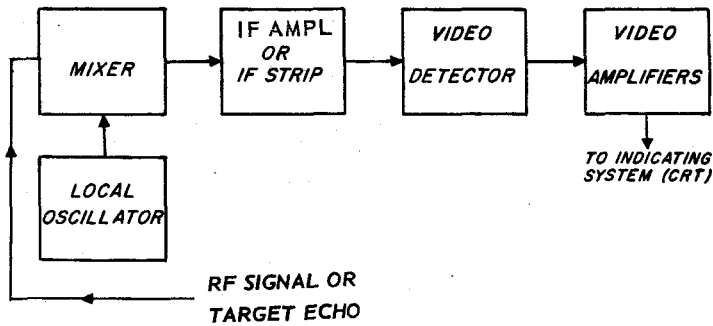 MIXER
IF AMPL
OR
IF STRIP
VIDEO
DETECTOR
VIDEO
AMPLIFIERS
LOCAL
OSCILLATOR
TO INDICATING
SYSTEM (CRT)
RF SIGNAL OR
TARGET ECHO